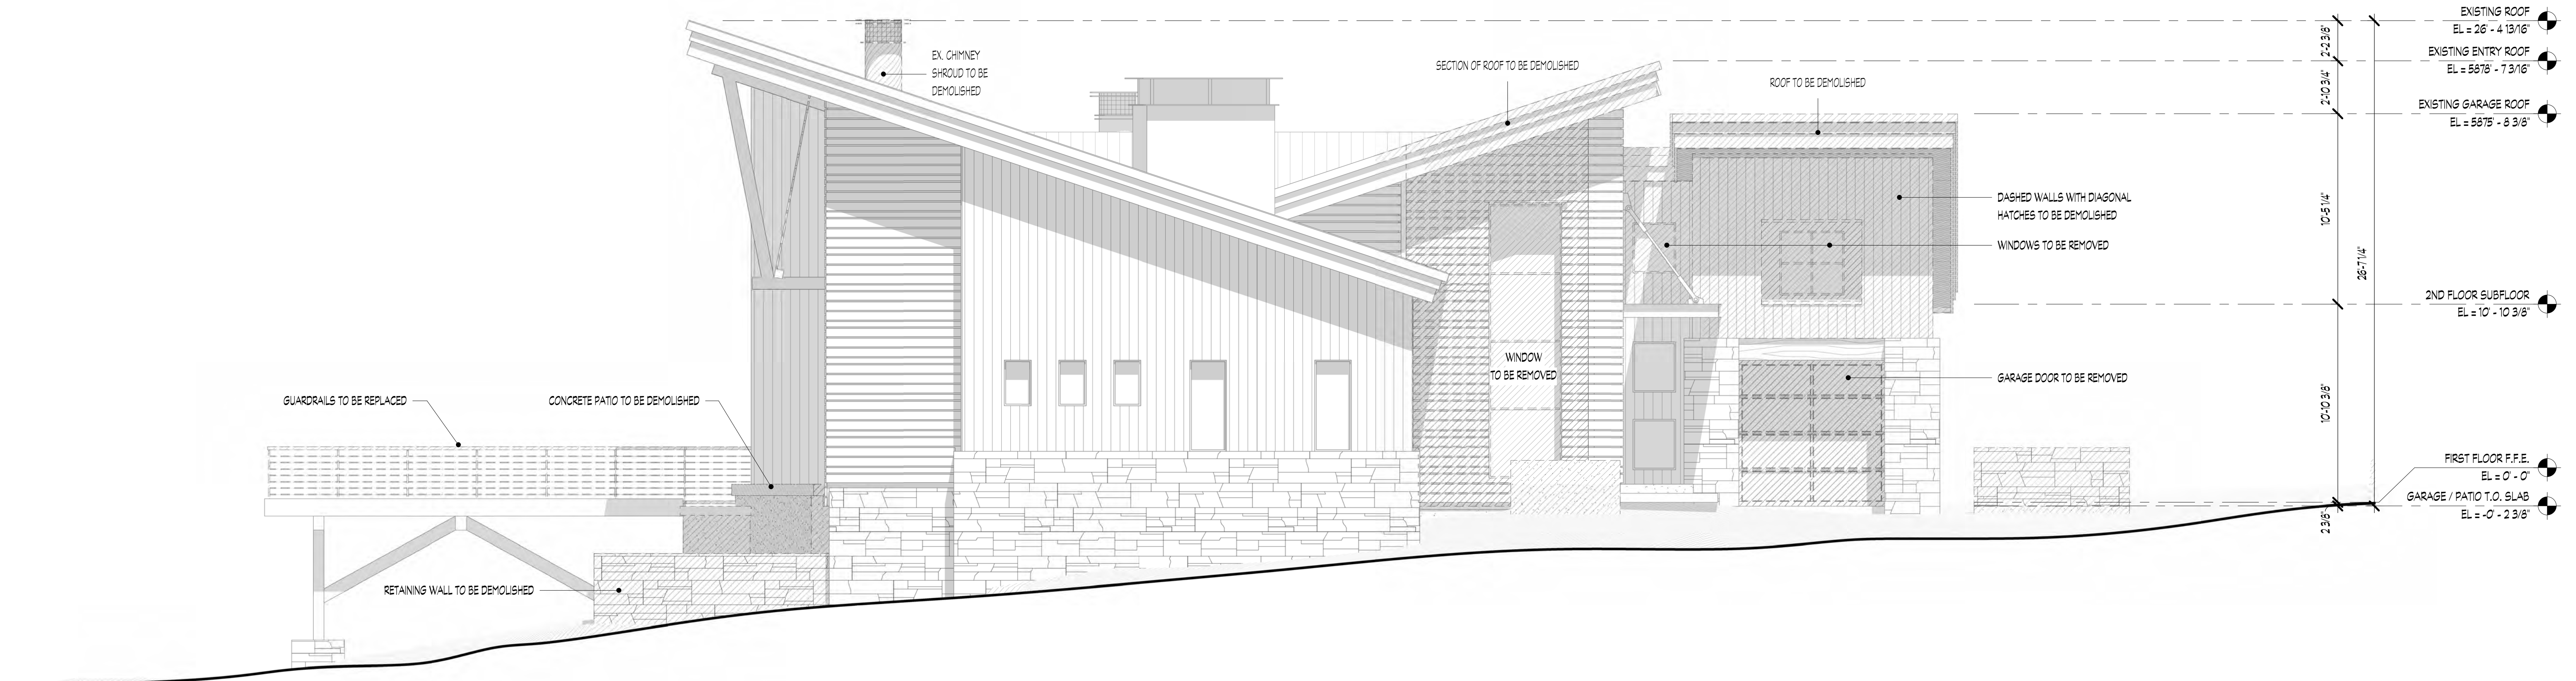 EXISTING ROOF
EL = 26' - 4 13/16"
EXISTING ENTRY ROOF
EL = 5878' - 7 3/16"
EXISTING GARAGE ROOF
EL = 5875' - 8 3/8"
2ND FLOOR SUBFLOOR
EL = 10' - 10 3/8"
FIRST FLOOR F.F.E.
EL = 0' - 0"
GARAGE / PATIO T.O. SLAB
EL = -0' - 2 3/8"
2'-2 3/8"
2'-10 3/4"
10'-5 1/4"
10'-10 3/8"
2 3/8"
26'-7 1/4"
EX. CHIMNEY
SHROUD TO BE
DEMOLISHED
SECTION OF ROOF TO BE DEMOLISHED
ROOF TO BE DEMOLISHED
DASHED WALLS WITH DIAGONAL
HATCHES TO BE DEMOLISHED
WINDOWS TO BE REMOVED
WINDOW
TO BE REMOVED
GARAGE DOOR TO BE REMOVED
GUARDRAILS TO BE REPLACED
CONCRETE PATIO TO BE DEMOLISHED
RETAINING WALL TO BE DEMOLISHED